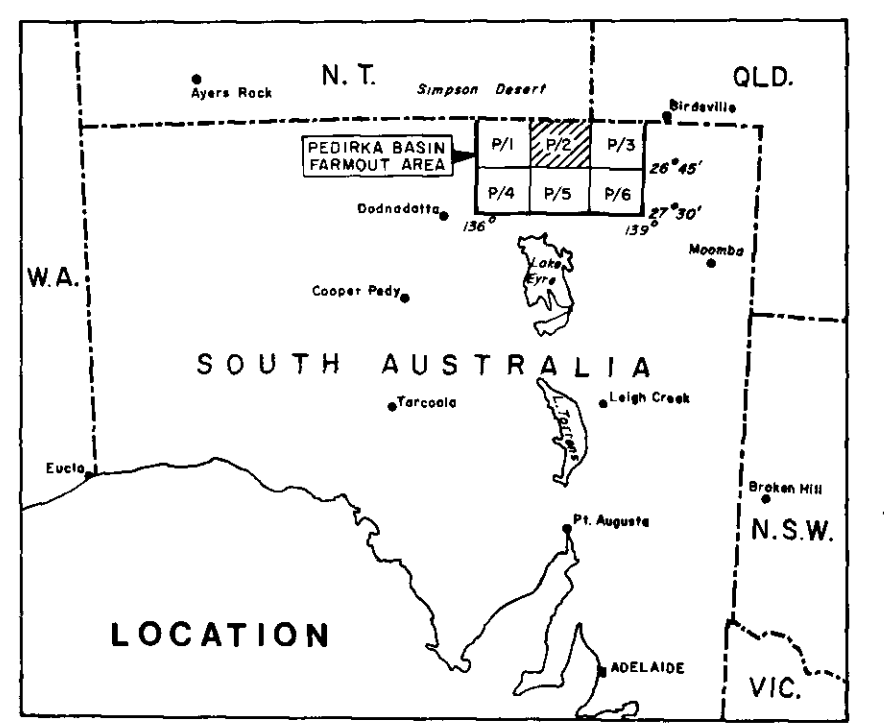 N. T.
QLD.
Ayers Rock
Simpson Desert
Birdsville
PEDIRKA BASIN
FARMOUT AREA
P/1
P/2
P/3
26°45'
P/4
P/5
P/6
27°30'
Oodnadatta
136°
139°
Moomba
Lake
Eyre
W.A.
Cooper Pedy
SOUTH AUSTRALIA
Tarcoola
L. Torrens
Leigh Creek
Eucla
Broken Hill
Pt. Augusta
N.S.W.
LOCATION
ADELAIDE
VIC.